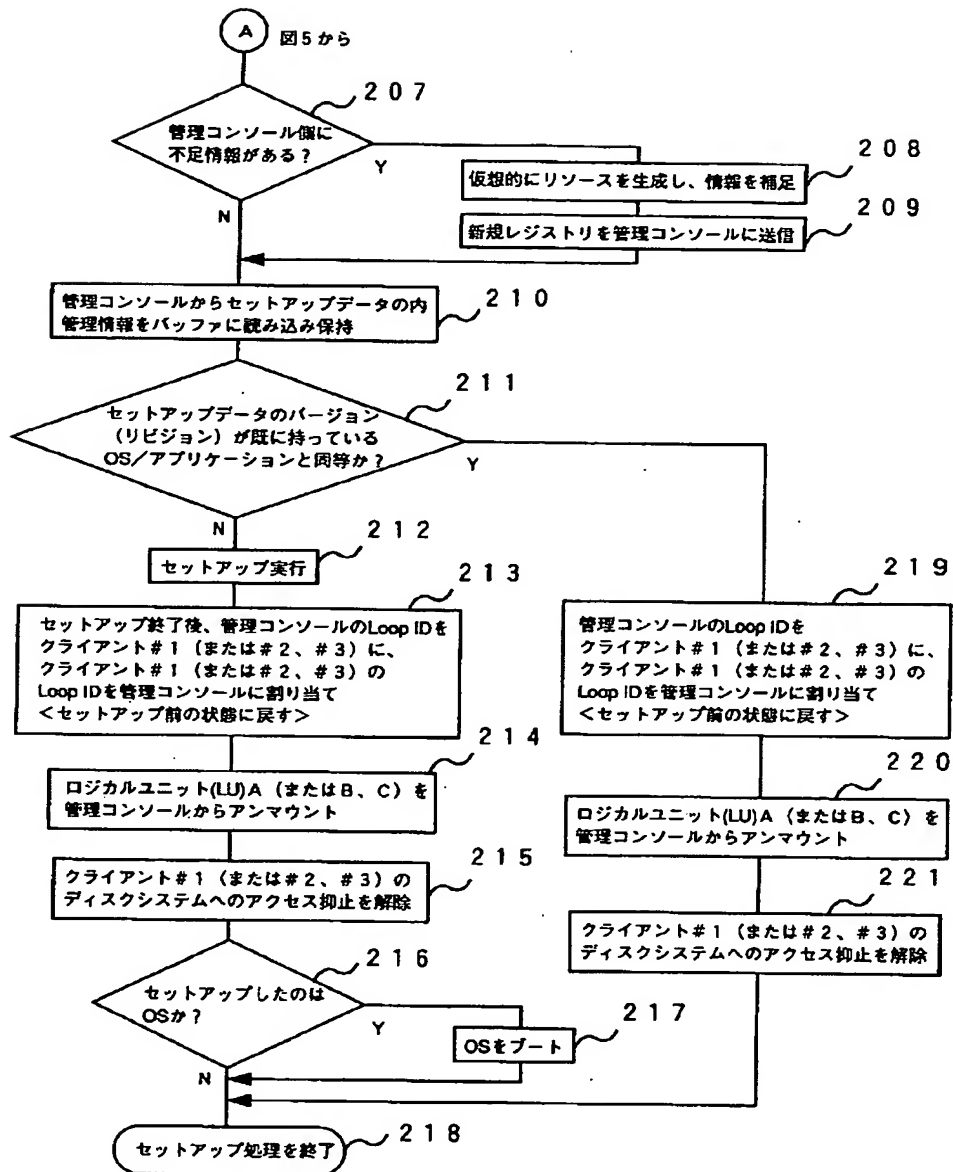 A
図5から
207
管理コンソール側に
不足情報がある?
Y
N
208
仮想的にリソースを生成し、情報を補足
209
新規レジストリを管理コンソールに送信
210
管理コンソールからセットアップデータの内
管理情報をバッファに読み込み保持
211
セットアップデータのバージョン
(リビジョン)が既に持っている
OS/アプリケーションと同等か?
Y
N
212
セットアップ実行
213
セットアップ終了後、管理コンソールのLoop IDを
クライアント#1(または#2、#3)に、
クライアント#1(または#2、#3)の
Loop IDを管理コンソールに割り当て
<セットアップ前の状態に戻す>
214
ロジカルユニット(LU)A(またはB、C)を
管理コンソールからアンマウント
215
クライアント#1(または#2、#3)の
ディスクシステムへのアクセス抑止を解除
216
セットアップしたのは
OSか?
Y
N
217
OSをブート
219
管理コンソールのLoop IDを
クライアント#1(または#2、#3)に、
クライアント#1(または#2、#3)の
Loop IDを管理コンソールに割り当て
<セットアップ前の状態に戻す>
220
ロジカルユニット(LU)A(またはB、C)を
管理コンソールからアンマウント
221
クライアント#1(または#2、#3)の
ディスクシステムへのアクセス抑止を解除
セットアップ処理を終了
218